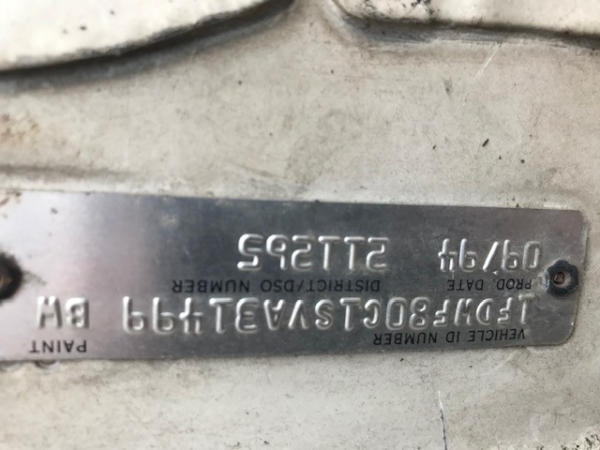 VEHICLE ID NUMBER PAINT
1FDWF80C1SVA31499 BW
PROD. DATE DISTRICT/DSO NUMBER
09/94 211265